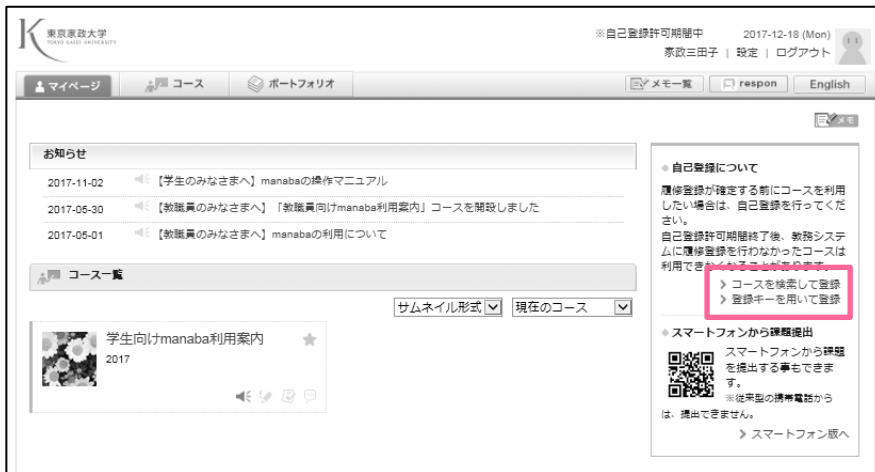 東京家政大学
TOKYO KASEI UNIVERSITY
※自己登録許可期間中
2017-12-18 (Mon)
家政三田子 | 設定 | ログアウト
マイページ
コース
ポートフォリオ
メモ一覧
respon
English
メモ
お知らせ
2017-11-02 【学生のみなさまへ】manabaの操作マニュアル
2017-05-30 【教職員のみなさまへ】「教職員向けmanaba利用案内」コースを開設しました
2017-05-01 【教職員のみなさまへ】manabaの利用について
コース一覧
サムネイル形式 現在のコース
学生向けmanaba利用案内
2017
自己登録について
履修登録が確定する前にコースを利用
したい場合は、自己登録を行ってくだ
さい。
自己登録許可期間終了後、教務システ
ムに履修登録を行わなかったコースは
利用できなくなることがあります。
コースを検索して登録
登録キーを用いて登録
スマートフォンから課題提出
スマートフォンから課題
を提出する事もできま
す。
※従来型の携帯電話から
は、提出できません。
スマートフォン版へ